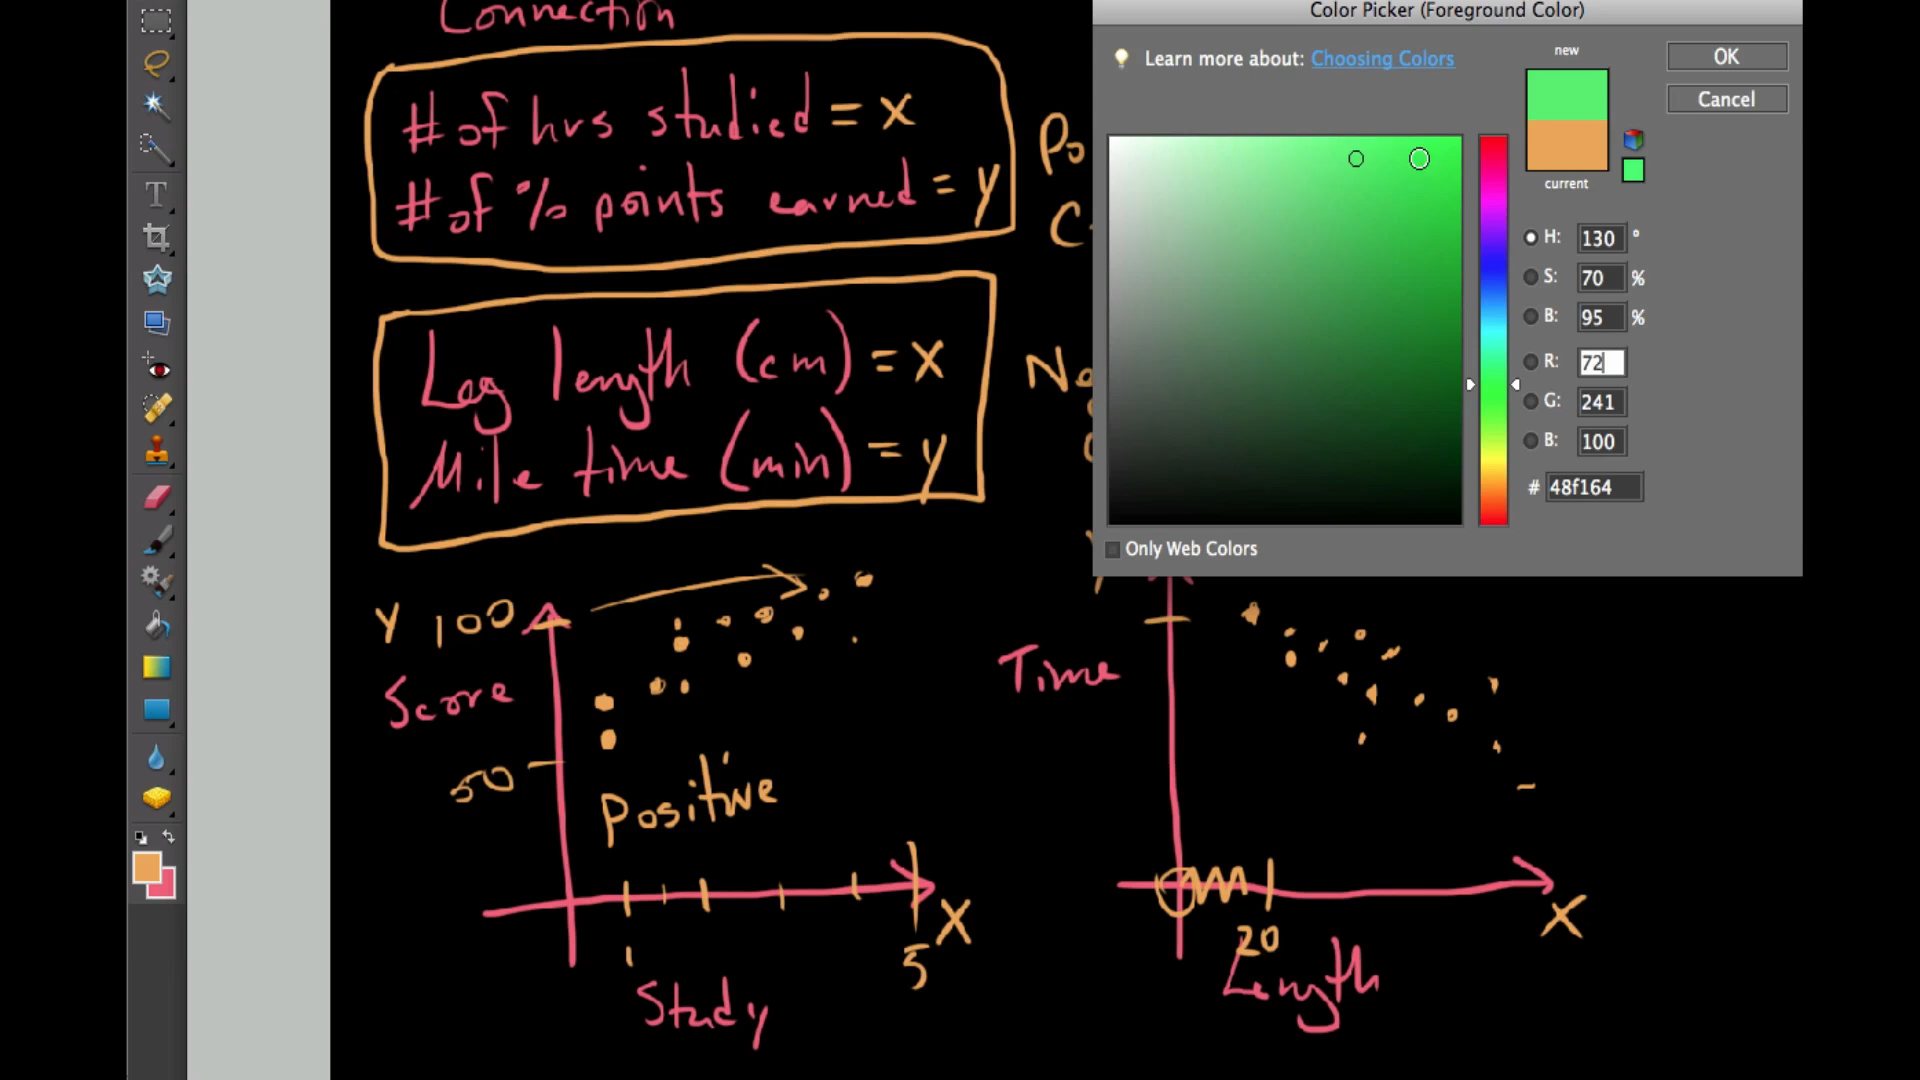 Connection
# of hrs studied = x
# of % points earned = y
Po
C
Leg length (cm) = x
Mile time (min) = y
Color Picker (Foreground Color)
Learn more about: Choosing Colors
new
current
OK
Cancel
H: 130 °
S: 70 %
B: 95 %
R: 72
G: 241
B: 100
# 48f164
Only Web Colors
Y 100
Score
50
Positive
5
X
Study
Time
20
X
Length
T